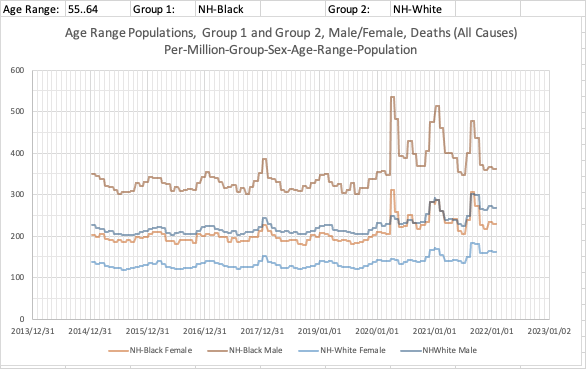 Age Range: 55..64 Group 1: NH-Black Group 2: NH-White
Age Range Populations, Group 1 and Group 2, Male/Female, Deaths (All Causes)
Per-Million-Group-Sex-Age-Range-Population
600
500
400
300
200
100
0
2013/12/31 2014/12/31 2015/12/31 2016/12/31 2017/12/31 2019/01/01 2020/01/01 2021/01/01 2022/01/01 2023/01/02
NH-Black Female NH-Black Male NH-White Female NHWhite Male